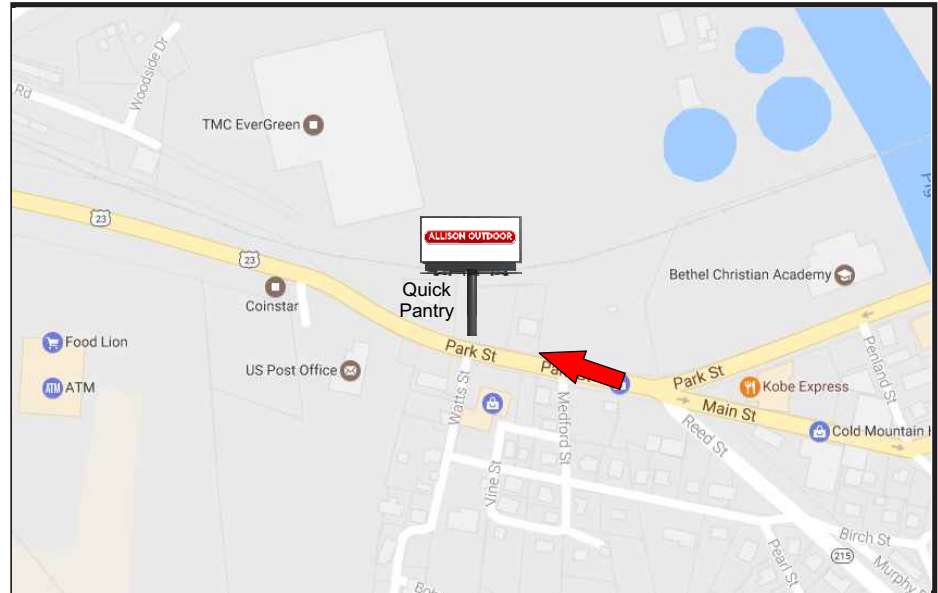 Woodside Dr
Rd
TMC EverGreen
23
23
ALLISON OUTDOOR
Quick
Pantry
Coinstar
Bethel Christian Academy
Food Lion
ATM
ATM
US Post Office
Park St
Park St
Main St
Kobe Express
Penland St
Cold Mountain
Watts St
Medford St
Reed St
Vine St
Birch St
215
Pearl St
Murphy